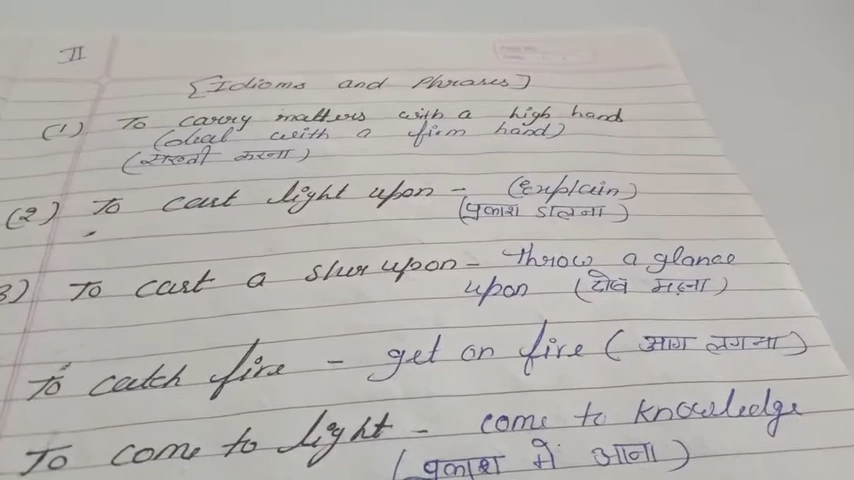 II
[Idioms and Phrases]
(1) To carry matters with a high hand
(deal with a firm hand)
(सख्ती करना)
(2) To cast light upon - (explain)
(प्रकाश डालना)
3) To cast a slur upon - throw a glance
upon (दोष मढ़ना)
To catch fire - get on fire (आग लगना)
To come to light - come to knowledge
(प्रकाश में आना)